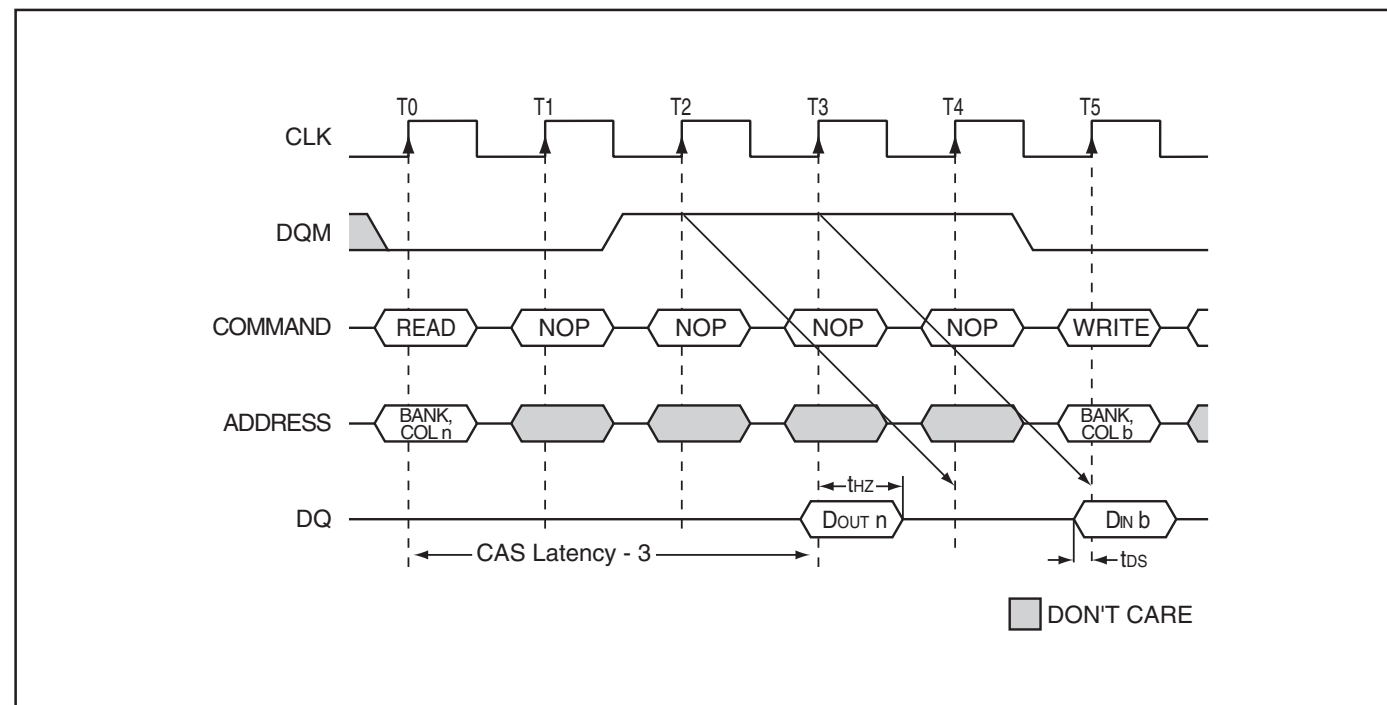 T0 T1 T2 T3 T4 T5
CLK
DQM
COMMAND READ NOP NOP NOP NOP WRITE
ADDRESS BANK, COL n BANK, COL b
tHZ
DQ DOUT n DIN b
CAS Latency - 3 tDS
DON'T CARE